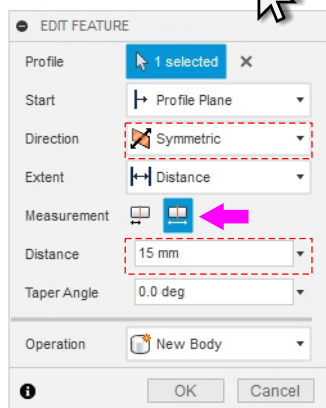 EDIT FEATURE
Profile 1 selected
Start Profile Plane
Direction Symmetric
Extent Distance
Measurement
Distance 15 mm
Taper Angle 0.0 deg
Operation New Body
OK Cancel